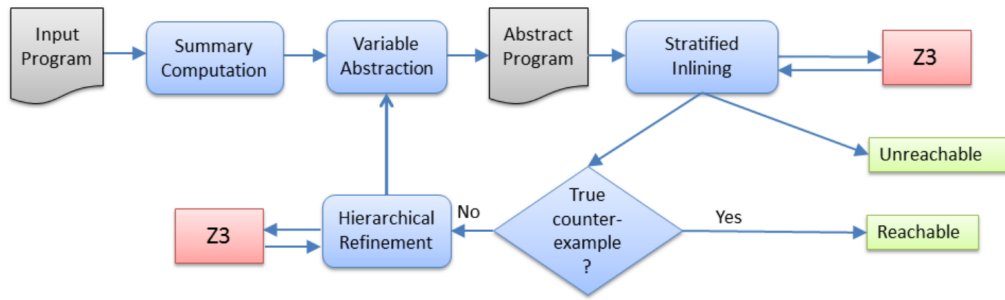 Input
Program
Summary
Computation
Variable
Abstraction
Abstract
Program
Stratified
Inlining
Z3
Unreachable
True
counter-
example
?
Yes
Reachable
No
Hierarchical
Refinement
Z3